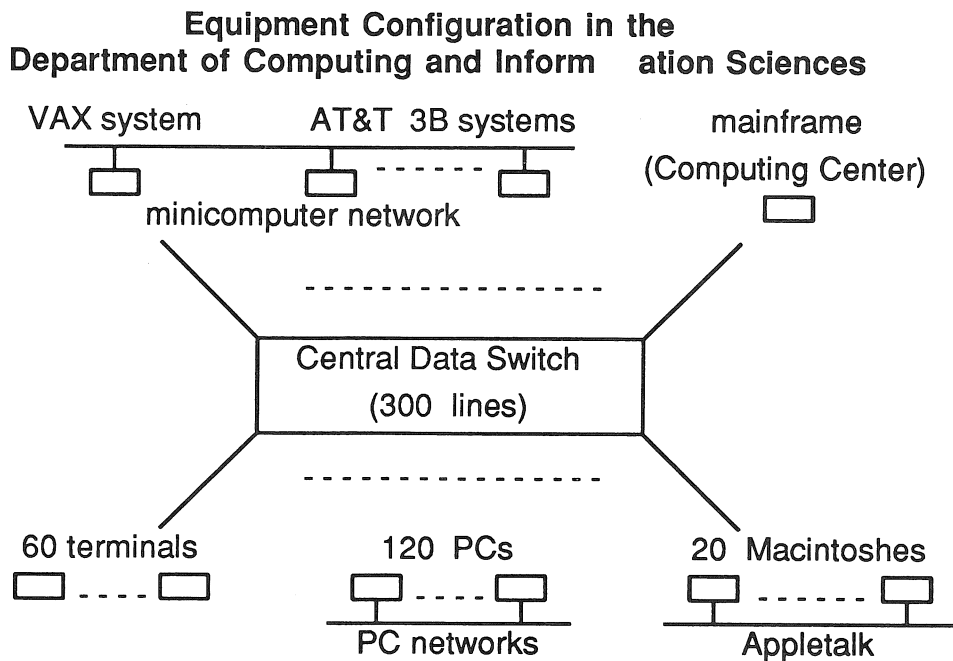 Equipment Configuration in the
Department of Computing and Inform ation Sciences
VAX system AT&T 3B systems mainframe
(Computing Center)
minicomputer network
Central Data Switch
(300 lines)
60 terminals 120 PCs 20 Macintoshes
PC networks Appletalk